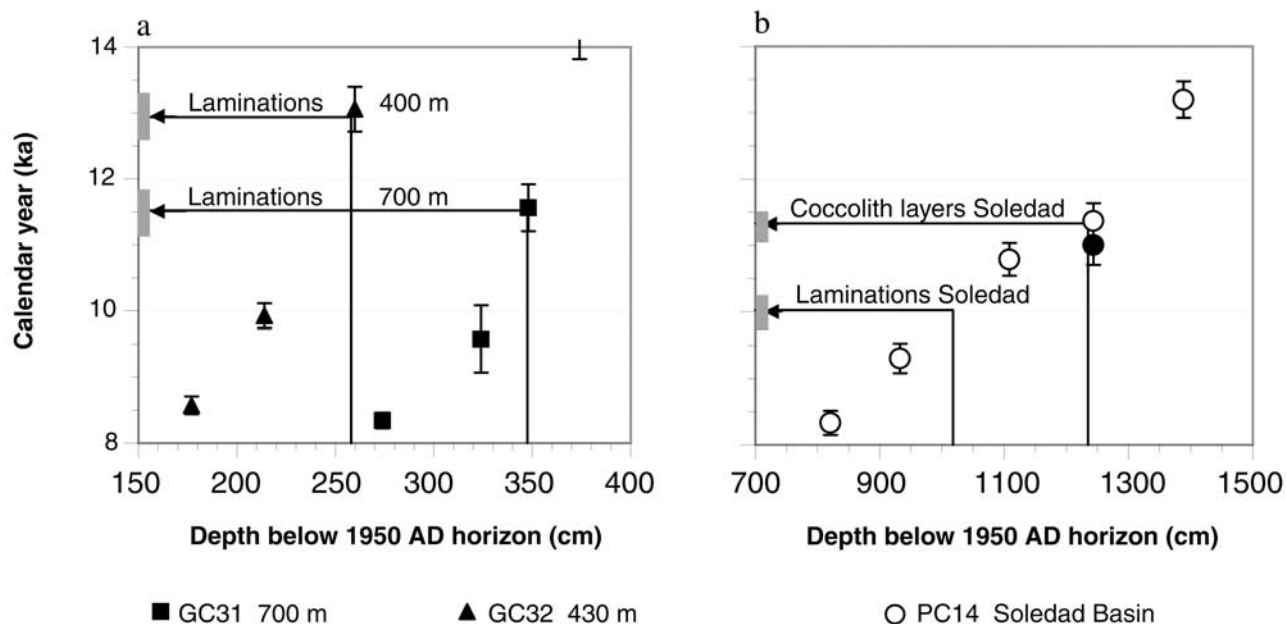 a
b
14
12
10
8
Calendar year (ka)
Laminations 400 m
Laminations 700 m
Coccolith layers Soledad
Laminations Soledad
150 200 250 300 350 400
700 900 1100 1300 1500
Depth below 1950 AD horizon (cm)
Depth below 1950 AD horizon (cm)
GC31 700 m
GC32 430 m
PC14 Soledad Basin